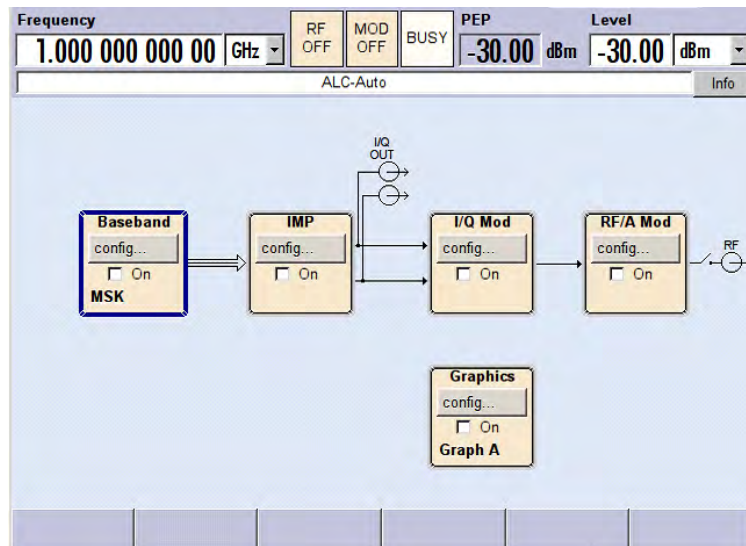 Frequency
1.000 000 000 00 GHz
RF OFF
MOD OFF
BUSY
PEP
-30.00 dBm
Level
-30.00 dBm
ALC-Auto
Info
I/Q
OUT
Baseband
config...
On
MSK
IMP
config...
On
I/Q Mod
config...
On
RF/A Mod
config...
On
RF
Graphics
config...
On
Graph A